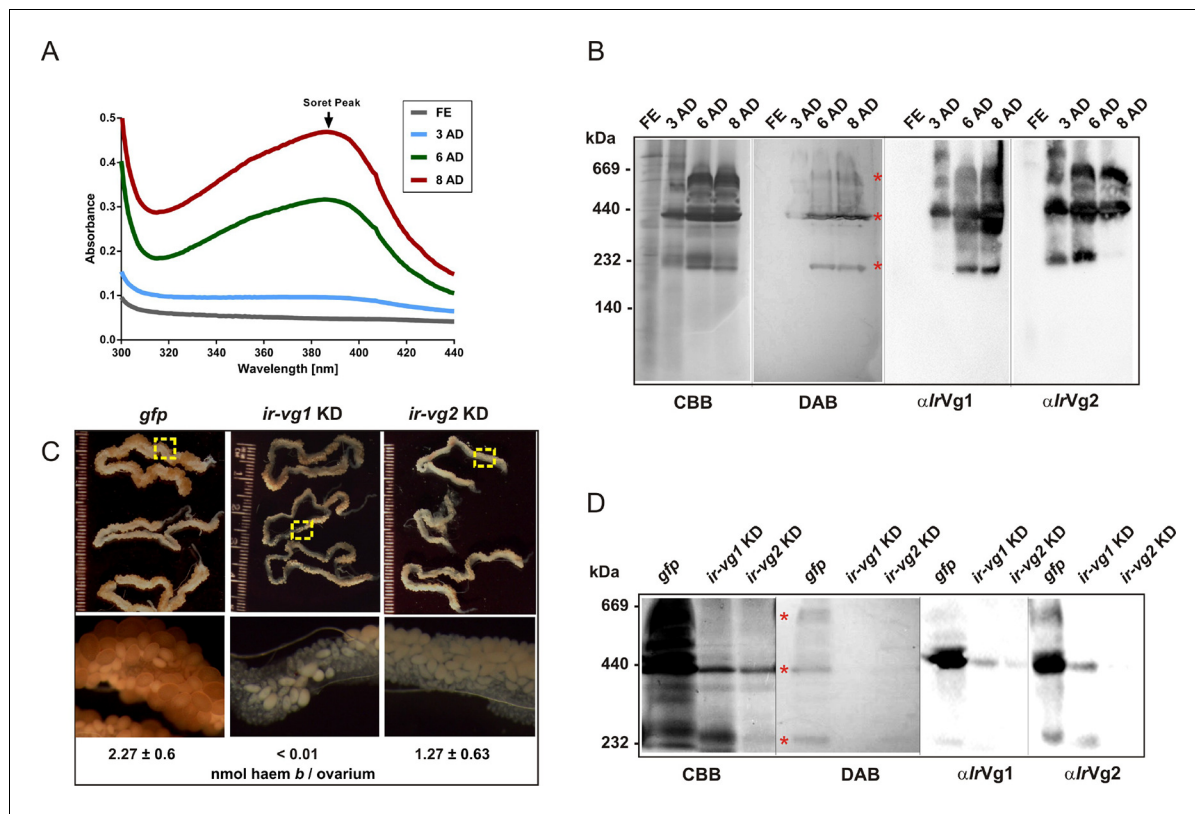 A
Soret Peak
FE
3 AD
6 AD
8 AD
0.5
0.4
0.3
0.2
0.1
0.0
Absorbance
300 320 340 360 380 400 420 440
Wavelength [nm]
B
FE 3 AD 6 AD 8 AD FE 3 AD 6 AD 8 AD FE 3 AD 6 AD 8 AD FE 3 AD 6 AD 8 AD
kDa
669 -
440 -
232 -
140 -
*
*
*
CBB DAB αIrVg1 αIrVg2
C
gfp ir-vg1 KD ir-vg2 KD
2.27 ± 0.6 < 0.01 1.27 ± 0.63
nmol haem b / ovarium
D
gfp ir-vg1 KD ir-vg2 KD gfp ir-vg1 KD ir-vg2 KD gfp ir-vg1 KD ir-vg2 KD gfp ir-vg1 KD ir-vg2 KD
kDa
669 -
440 -
232 -
*
*
*
CBB DAB αIrVg1 αIrVg2